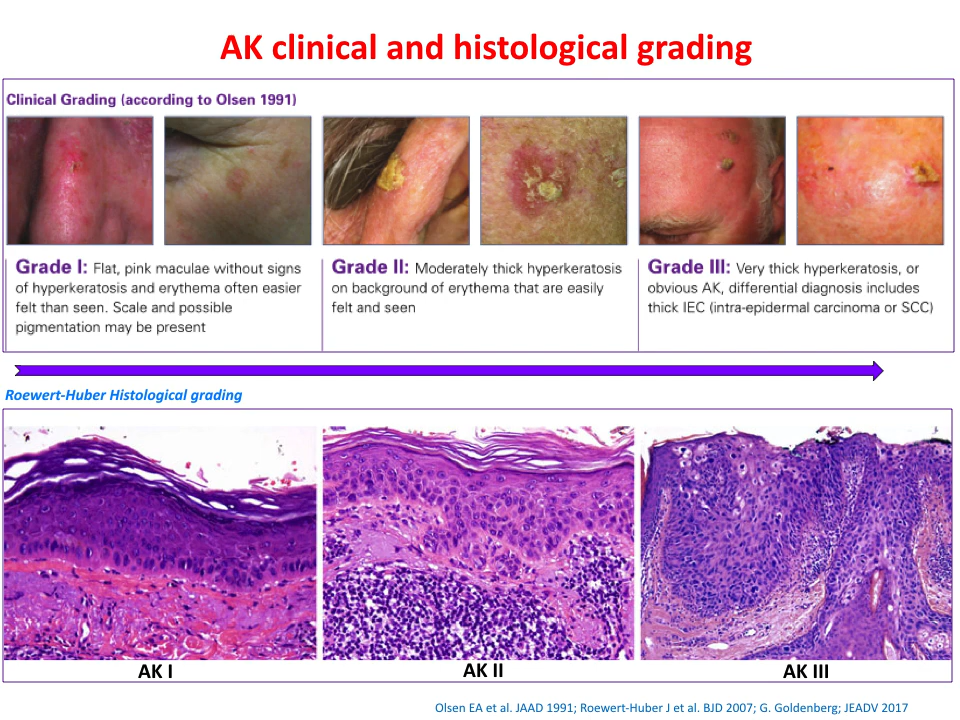 AK clinical and histological grading
Clinical Grading (according to Olsen 1991)
Grade I: Flat, pink maculae without signs
of hyperkeratosis and erythema often easier
felt than seen. Scale and possible
pigmentation may be present
Grade II: Moderately thick hyperkeratosis
on background of erythema that are easily
felt and seen
Grade III: Very thick hyperkeratosis, or
obvious AK, differential diagnosis includes
thick IEC (intra-epidermal carcinoma or SCC)
Roewert-Huber Histological grading
AK I
AK II
AK III
Olsen EA et al. JAAD 1991; Roewert-Huber J et al. BJD 2007; G. Goldenberg; JEADV 2017